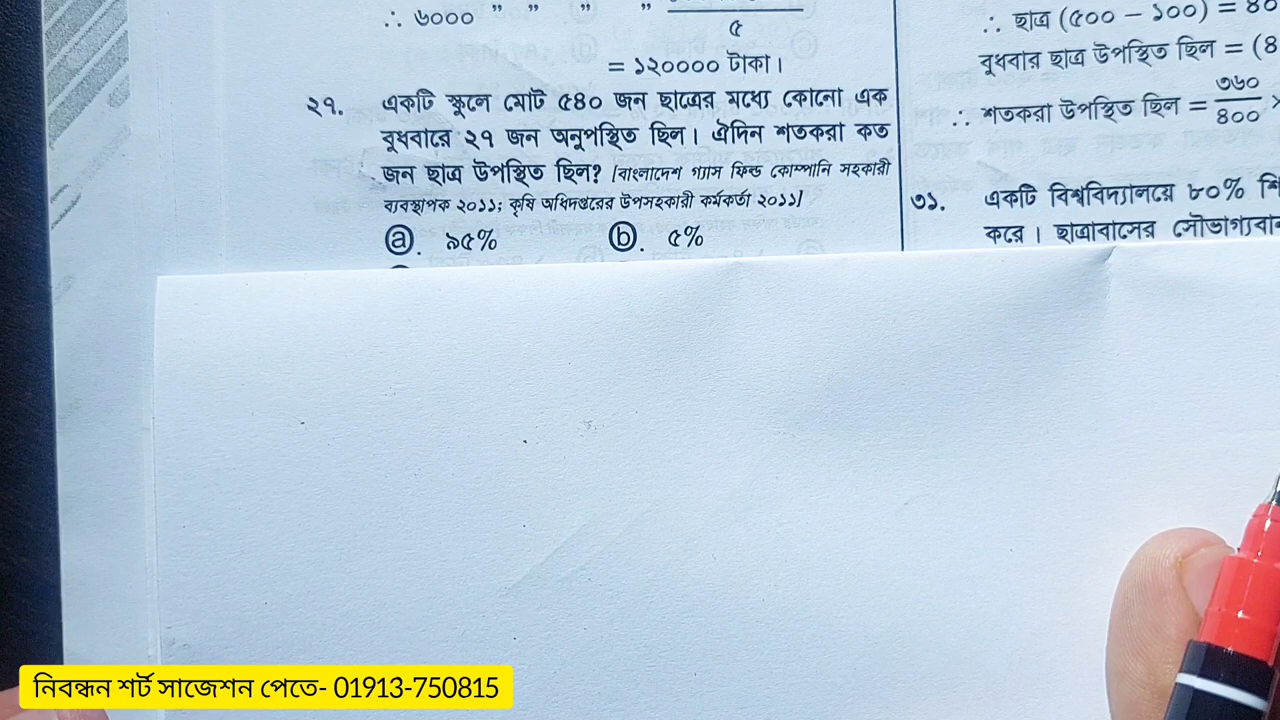 ∴ ৬০০০ " " " "
৫
= ১২০০০০ টাকা।
২৭. একটি স্কুলে মোট ৫৪০ জন ছাত্রের মধ্যে কোনো এক
বুধবারে ২৭ জন অনুপস্থিত ছিল। ঐদিন শতকরা কত
জন ছাত্র উপস্থিত ছিল? [বাংলাদেশ গ্যাস ফিল্ড কোম্পানি সহকারী
ব্যবস্থাপক ২০১১; কৃষি অধিদপ্তরের উপসহকারী কর্মকর্তা ২০১১]
ⓐ. ৯৫% ⓑ. ৫%
∴ ছাত্র (৫০০ − ১০০) = ৪০
বুধবার ছাত্র উপস্থিত ছিল = (৪
∴ শতকরা উপস্থিত ছিল = ৩৬০/৪০০ ×
৩১. একটি বিশ্ববিদ্যালয়ে ৮০% শি
করে। ছাত্রাবাসের সৌভাগ্যবান
নিবন্ধন শর্ট সাজেশন পেতে- 01913-750815